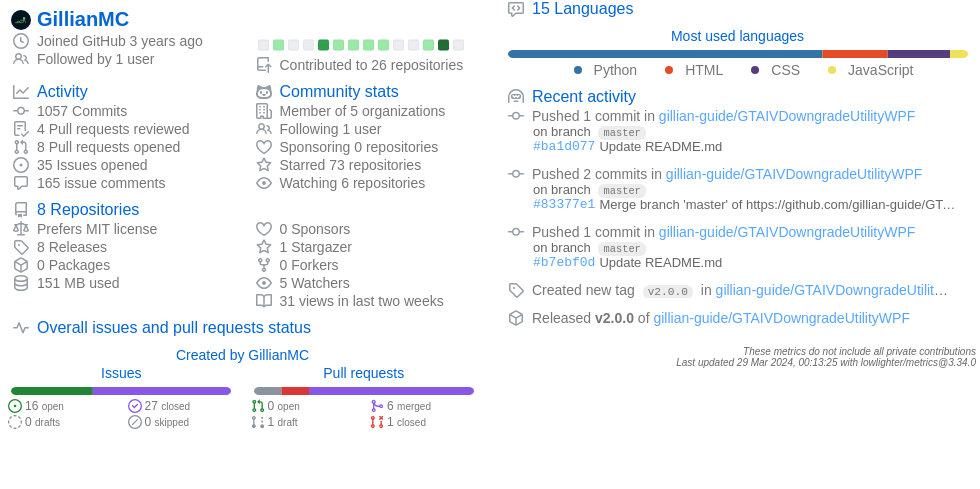 GillianMC
Joined GitHub 3 years ago
Followed by 1 user
Contributed to 26 repositories
Activity
1057 Commits
4 Pull requests reviewed
8 Pull requests opened
35 Issues opened
165 issue comments
Community stats
Member of 5 organizations
Following 1 user
Sponsoring 0 repositories
Starred 73 repositories
Watching 6 repositories
8 Repositories
Prefers MIT license
8 Releases
0 Packages
151 MB used
0 Sponsors
1 Stargazer
0 Forkers
5 Watchers
31 views in last two weeks
Overall issues and pull requests status
Created by GillianMC
Issues
16 open
27 closed
0 drafts
0 skipped
Pull requests
0 open
6 merged
1 draft
1 closed
15 Languages
Most used languages
Python HTML CSS JavaScript
Recent activity
Pushed 1 commit in gillian-guide/GTAIVDowngradeUtilityWPF
on branch master
#ba1d077 Update README.md
Pushed 2 commits in gillian-guide/GTAIVDowngradeUtilityWPF
on branch master
#83377e1 Merge branch 'master' of https://github.com/gillian-guide/GT…
Pushed 1 commit in gillian-guide/GTAIVDowngradeUtilityWPF
on branch master
#b7ebf0d Update README.md
Created new tag v2.0.0 in gillian-guide/GTAIVDowngradeUtilit…
Released v2.0.0 of gillian-guide/GTAIVDowngradeUtilityWPF
These metrics do not include all private contributions
Last updated 29 Mar 2024, 00:13:25 with lowlighter/metrics@3.34.0